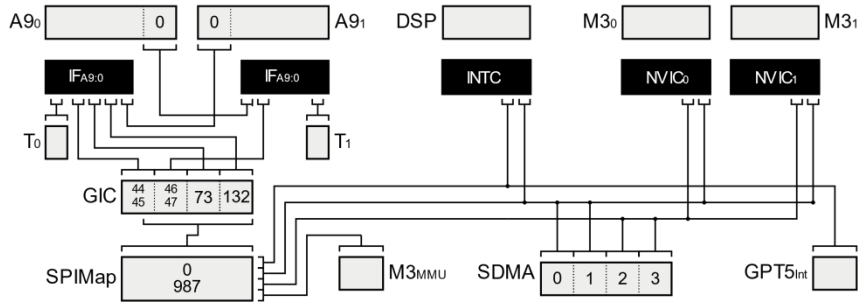 A90 0 0 A91 DSP M30 M31
IFA9:0 IFA9:0 INTC NVIC0 NVIC1
T0 T1
GIC 44 45 46 47 73 132
SPIMap 0 987 M3MMU SDMA 0 1 2 3 GPT5Int